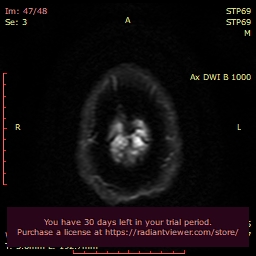 Im: 47/48
Se: 3
A
STP69
STP69
M
Ax DWI B 1000
R
L
You have 30 days left in your trial period.
Purchase a license at https://radiantviewer.com/store/